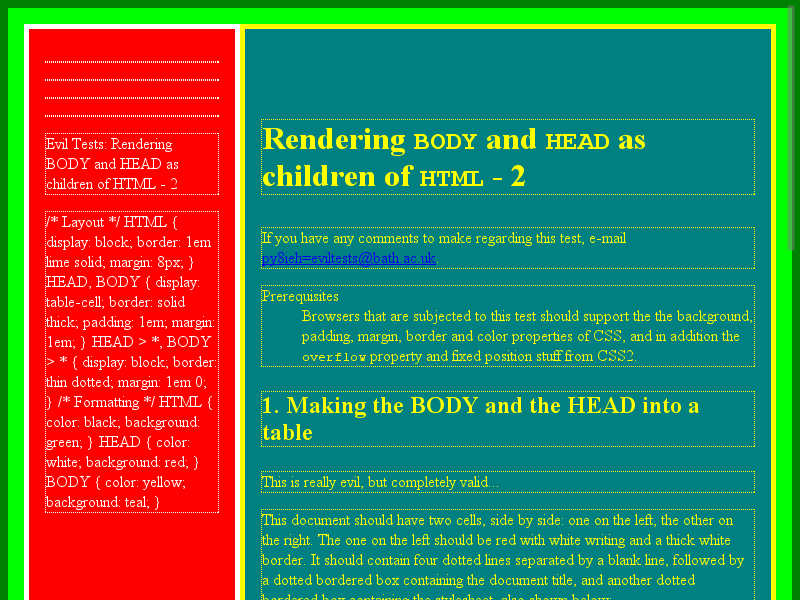 Evil Tests: Rendering
BODY and HEAD as
children of HTML - 2
/* Layout */ HTML {
display: block; border: 1em
lime solid; margin: 8px; }
HEAD, BODY { display:
table-cell; border: solid
thick; padding: 1em; margin:
1em; } HEAD > *, BODY
> * { display: block; border:
thin dotted; margin: 1em 0;
} /* Formatting */ HTML {
color: black; background:
green; } HEAD { color:
white; background: red; }
BODY { color: yellow;
background: teal; }
Rendering BODY and HEAD as
children of HTML - 2
If you have any comments to make regarding this test, e-mail
py8ieh=eviltests@bath.ac.uk.
Prerequisites
Browsers that are subjected to this test should support the the background,
padding, margin, border and color properties of CSS, and in addition the
overflow property and fixed position stuff from CSS2.
1. Making the BODY and the HEAD into a
table
This is really evil, but completely valid...
This document should have two cells, side by side: one on the left, the other on
the right. The one on the left should be red with white writing and a thick white
border. It should contain four dotted lines separated by a blank line, followed by
a dotted bordered box containing the document title, and another dotted
bordered box containing the stylesheet, also shown below: